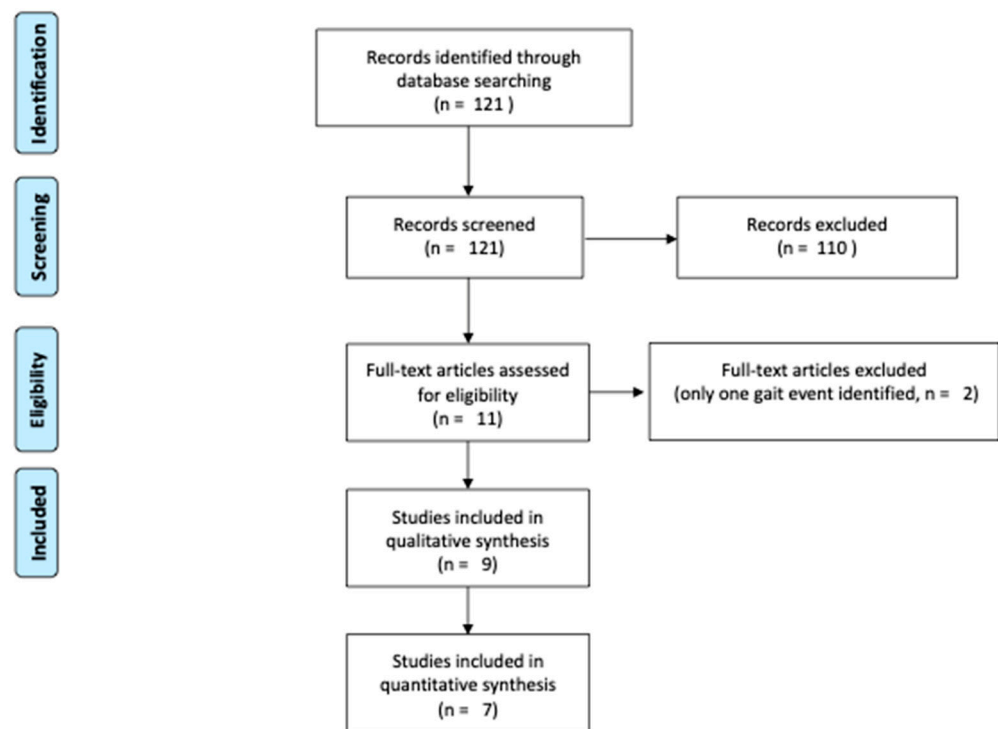 Identification
Records identified through
database searching
(n = 121 )
Screening
Records screened
(n = 121)
Records excluded
(n = 110 )
Eligibility
Full-text articles assessed
for eligibility
(n = 11)
Full-text articles excluded
(only one gait event identified, n = 2)
Included
Studies included in
qualitative synthesis
(n = 9)
Studies included in
quantitative synthesis
(n = 7)